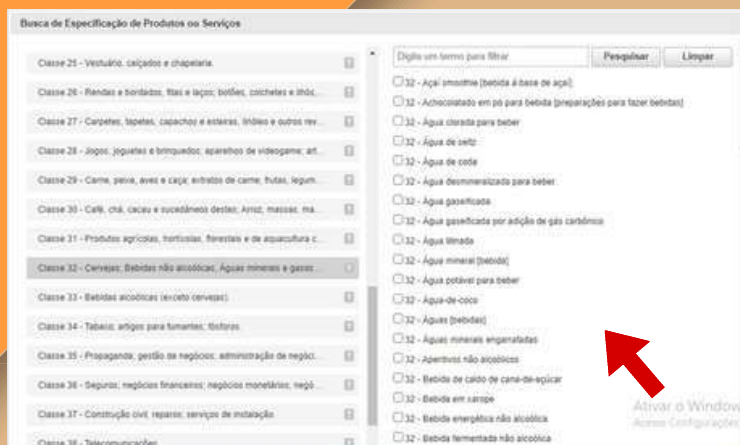 Busca de Especificação de Produtos ou Serviços
Classe 25 - Vestuário, calçados e chapelaria.
Classe 26 - Rendas e bordados, fitas e laços; botões, colchetes e ilhós,...
Classe 27 - Carpetes, tapetes, capachos e esteiras, linóleo e outros rev...
Classe 28 - Jogos, joguetes e brinquedos; aparelhos de videogame; art...
Classe 29 - Carne, peixe, aves e caça; extratos de carne; frutas, legum...
Classe 30 - Café, chá, cacau e sucedâneos destes; Arroz, massas, ma...
Classe 31 - Produtos agrícolas, hortícolas, florestais e de aquacultura c...
Classe 32 - Cervejas; Bebidas não alcoólicas; Águas minerais e gasos...
Classe 33 - Bebidas alcoólicas (exceto cervejas).
Classe 34 - Tabaco; artigos para fumantes; fósforos.
Classe 35 - Propaganda; gestão de negócios; administração de negóci...
Classe 36 - Seguros; negócios financeiros; negócios monetários; negó...
Classe 37 - Construção civil; reparos; serviços de instalação.
Classe 38 - Telecomunicações.
Digite um termo para filtrar
Pesquisar
Limpar
32 - Açaí smoothie [bebida à base de açaí]
32 - Achocolatado em pó para bebida [preparações para fazer bebidas]
32 - Água clorada para beber
32 - Água de seltz
32 - Água de coda
32 - Água desmineralizada para beber
32 - Água gaseificada
32 - Água gaseificada por adição de gás carbônico
32 - Água litinada
32 - Água mineral [bebida]
32 - Água potável para beber
32 - Água-de-coco
32 - Águas [bebidas]
32 - Águas minerais engarrafadas
32 - Aperitivos não alcoólicos
32 - Bebida de caldo de cana-de-açúcar
32 - Bebida em xarope
32 - Bebida energética não alcoólica
32 - Bebida fermentada não alcoólica
Ativar o Window
Acesse Configurações